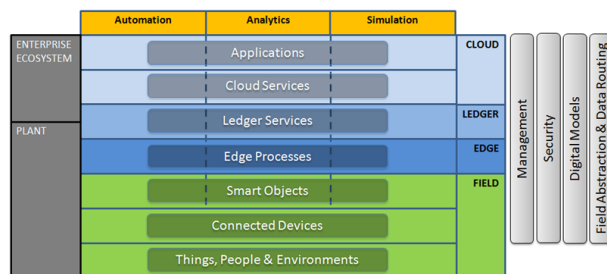 Automation
Analytics
Simulation
ENTERPRISE
ECOSYSTEM
Applications
CLOUD
Cloud Services
Ledger Services
LEDGER
PLANT
Edge Processes
EDGE
Smart Objects
FIELD
Connected Devices
Things, People & Environments
Management
Security
Digital Models
Field Abstraction & Data Routing